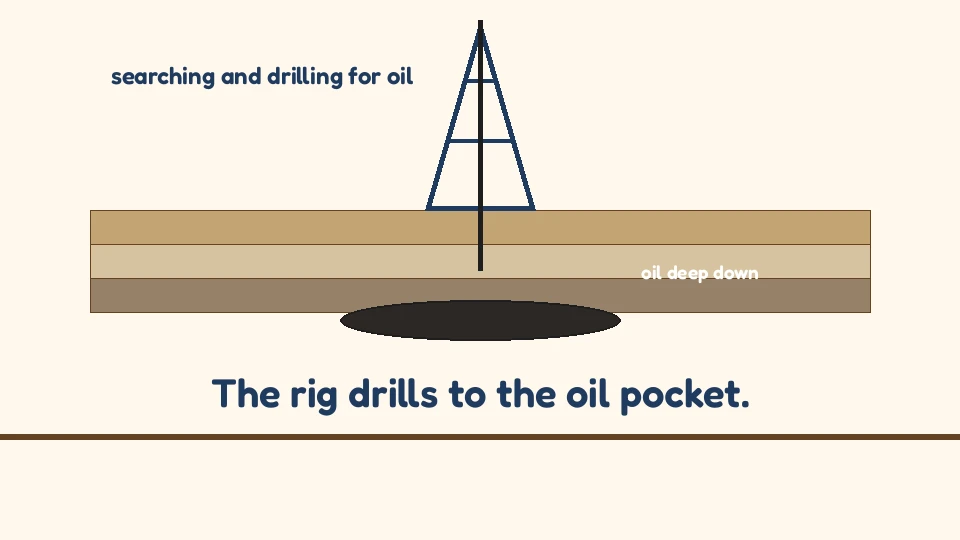 searching and drilling for oil
oil deep down
The rig drills to the oil pocket.